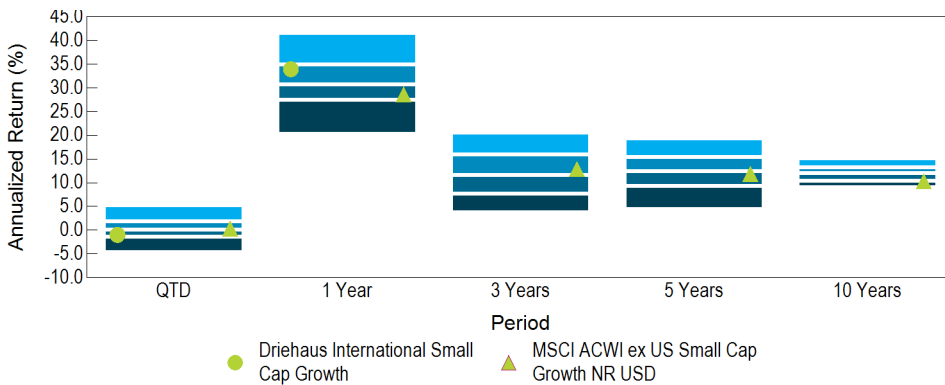 45.0
40.0
35.0
30.0
25.0
20.0
15.0
10.0
5.0
0.0
-5.0
-10.0
Annualized Return (%)
QTD 1 Year 3 Years 5 Years 10 Years
Period
Driehaus International Small
Cap Growth
MSCI ACWI ex US Small Cap
Growth NR USD